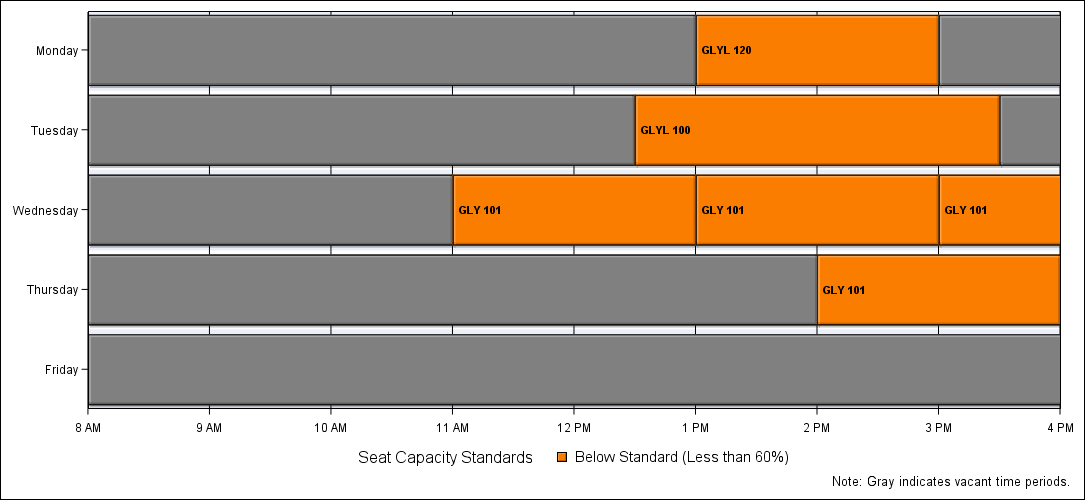 Monday
GLYL 120
Tuesday
GLYL 100
Wednesday
GLY 101
GLY 101
GLY 101
Thursday
GLY 101
Friday
8 AM 9 AM 10 AM 11 AM 12 PM 1 PM 2 PM 3 PM 4 PM
Seat Capacity Standards Below Standard (Less than 60%)
Note: Gray indicates vacant time periods.